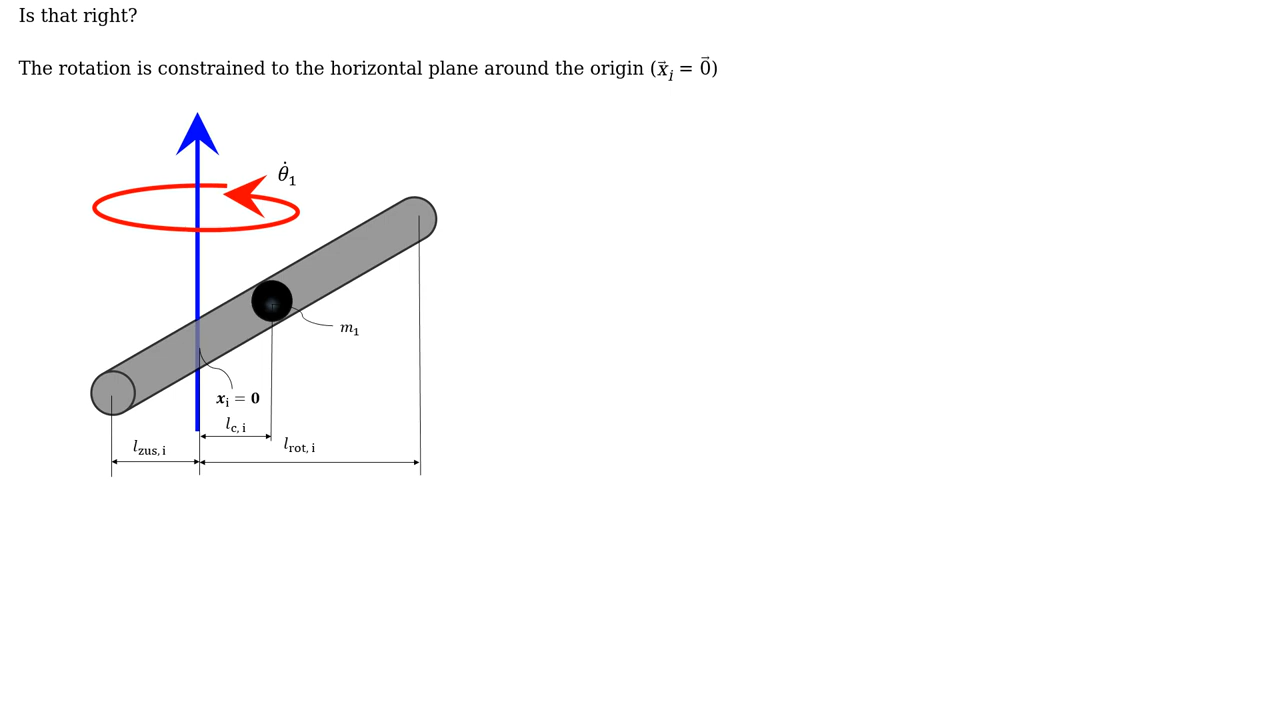 Is that right?
The rotation is constrained to the horizontal plane around the origin (x⃗ᵢ = 0⃗)
θ̇₁
m₁
xᵢ = 0
l_c,i
l_zus,i
l_rot,i